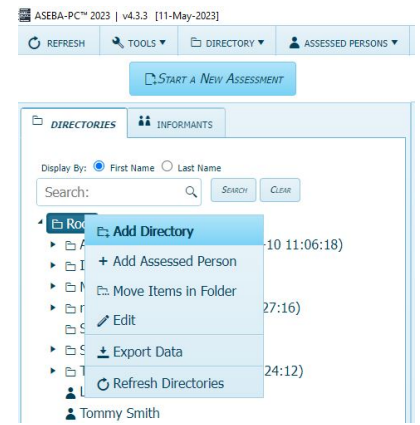 ASEBA-PC™ 2023 | v4.3.3 [11-May-2023]
REFRESH TOOLS ▼ DIRECTORY ▼ ASSESSED PERSONS ▼
START A NEW ASSESSMENT
DIRECTORIES INFORMANTS
Display By: First Name Last Name
Search: SEARCH CLEAR
Add Directory
-10 11:06:18)
+ Add Assessed Person
Move Items in Folder
27:16)
Edit
Export Data
24:12)
Refresh Directories
Tommy Smith